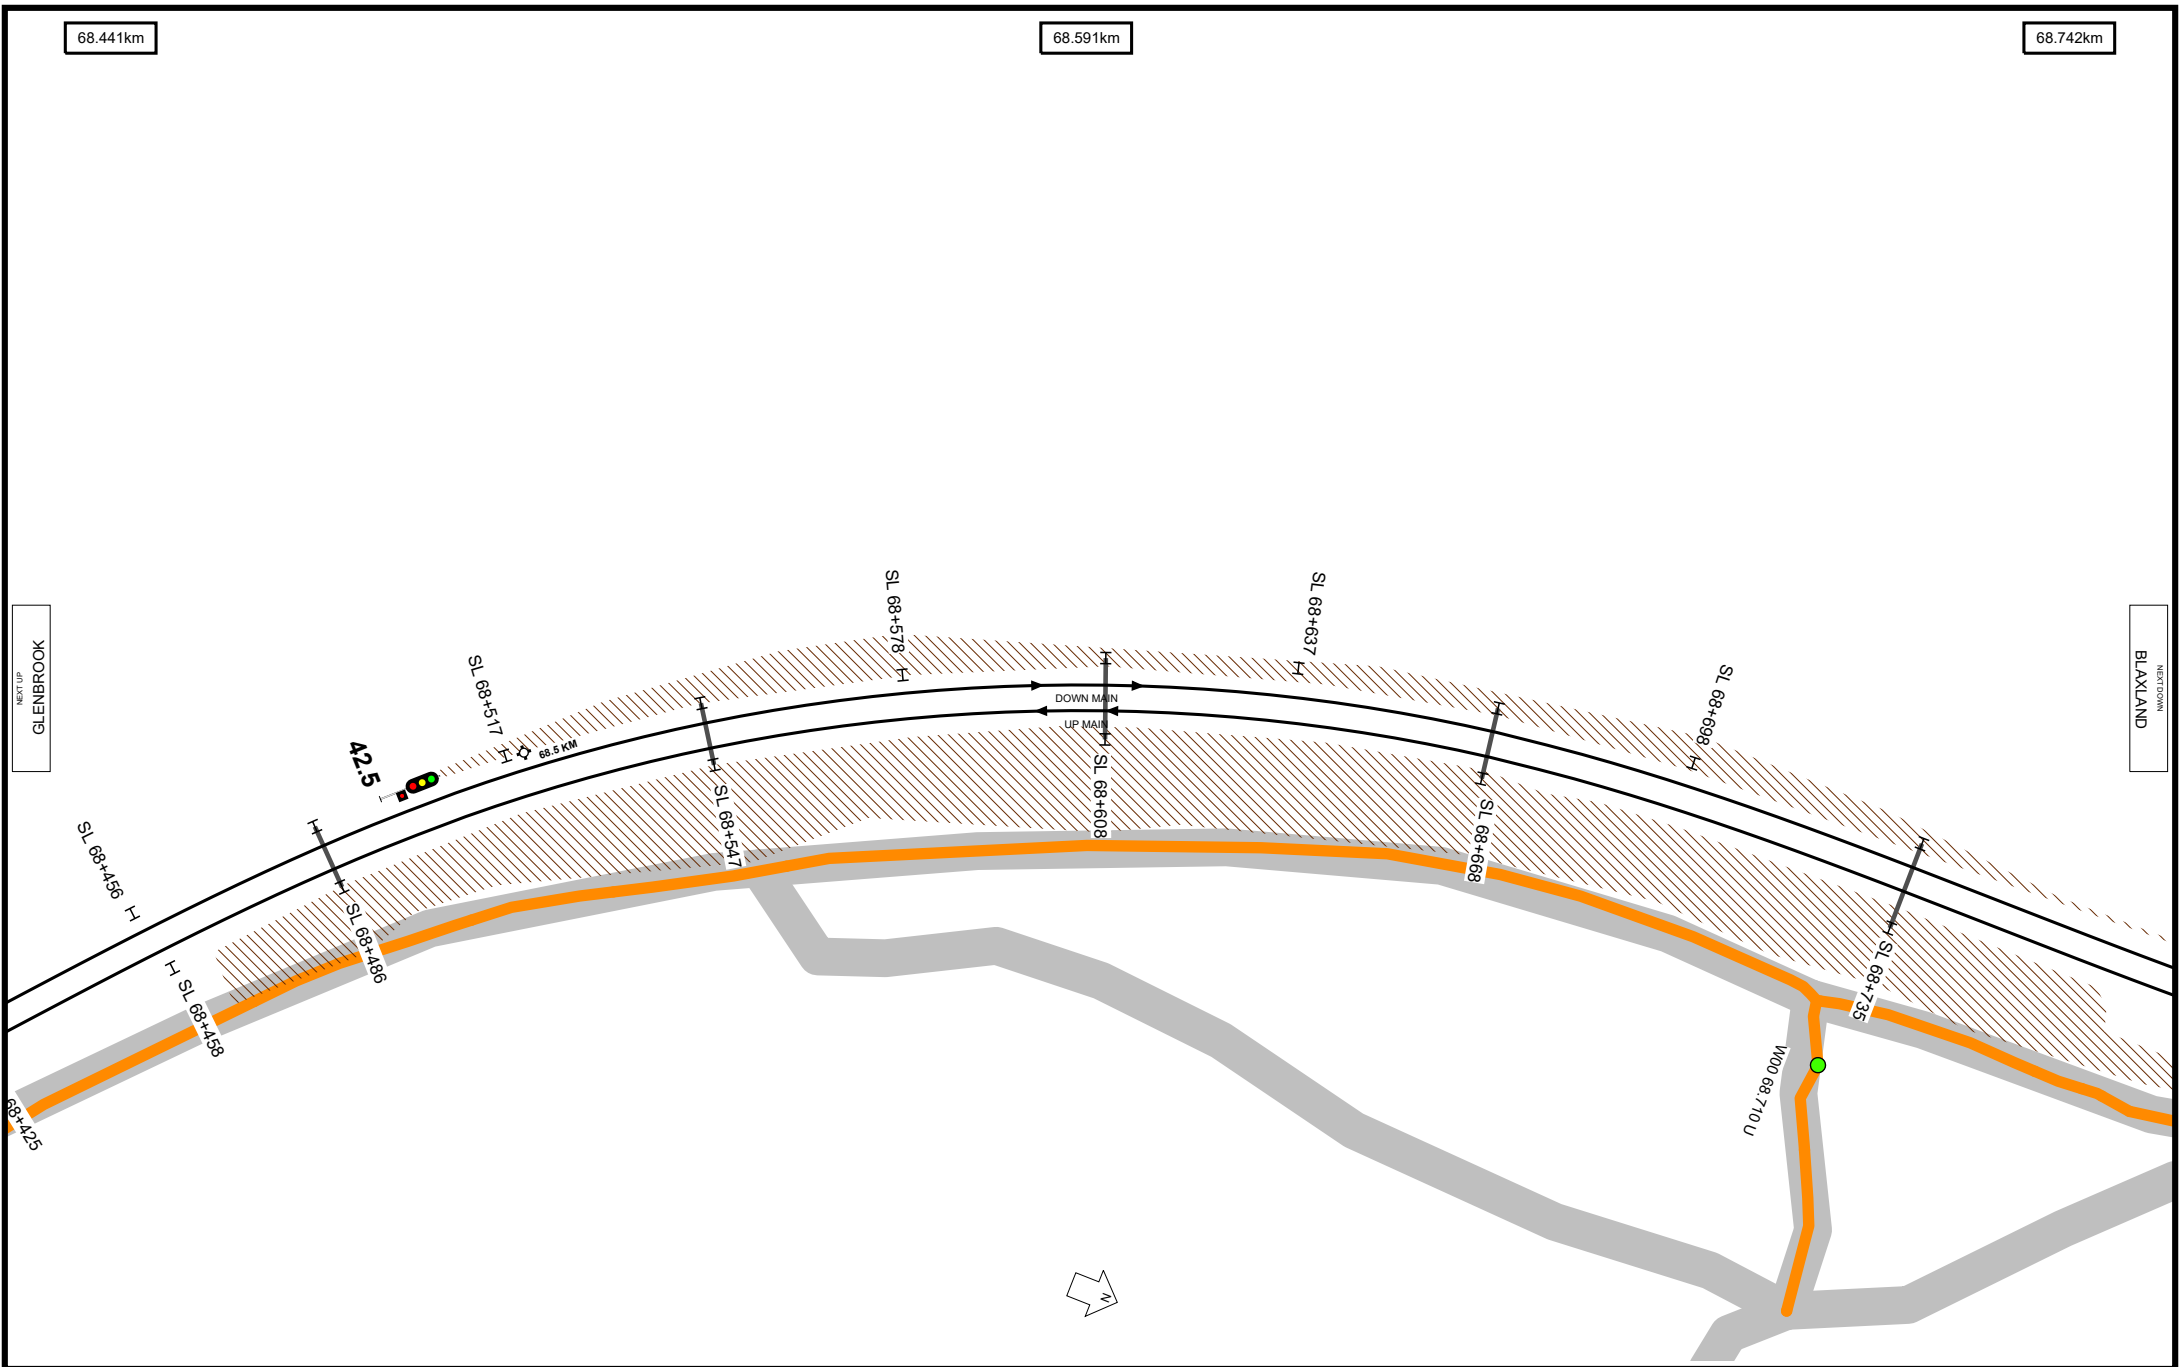 68.441km
68.591km
68.742km
NEXT UP
GLENBROOK
NEXT DOWN
BLAXLAND
SL 68+578
SL 68+637
SL 68+517
SL 68+698
42.5
68.5 KM
DOWN MAIN
UP MAIN
SL 68+456
SL 68+547
SL 68+608
SL 68+668
SL 68+486
SL 68+735
SL 68+458
68+425
W00 68.710 U
N